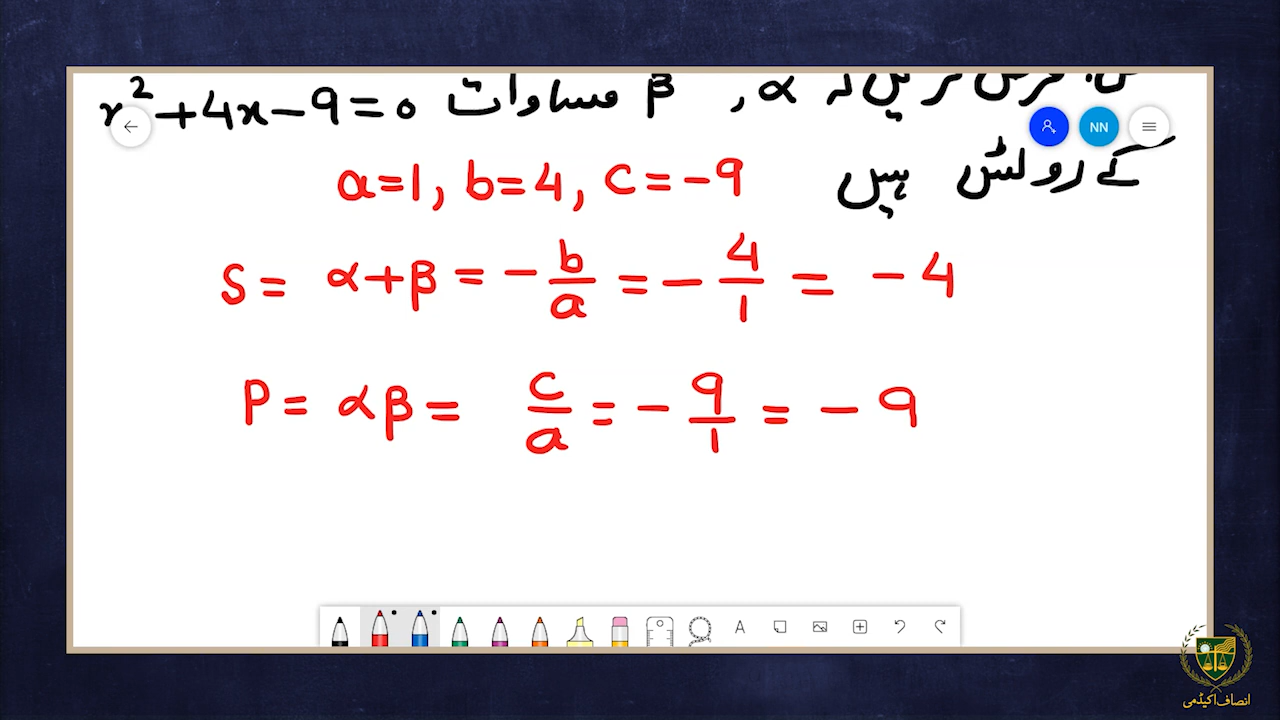 فرض کریں کہ α , β مساوات x²+4x−9=0
کے روٹس ہیں
NN
a=1, b=4, c=−9
S = α+β = −b/a = −4/1 = −4
P = αβ = c/a = −9/1 = −9
A
انصاف اکیڈمی